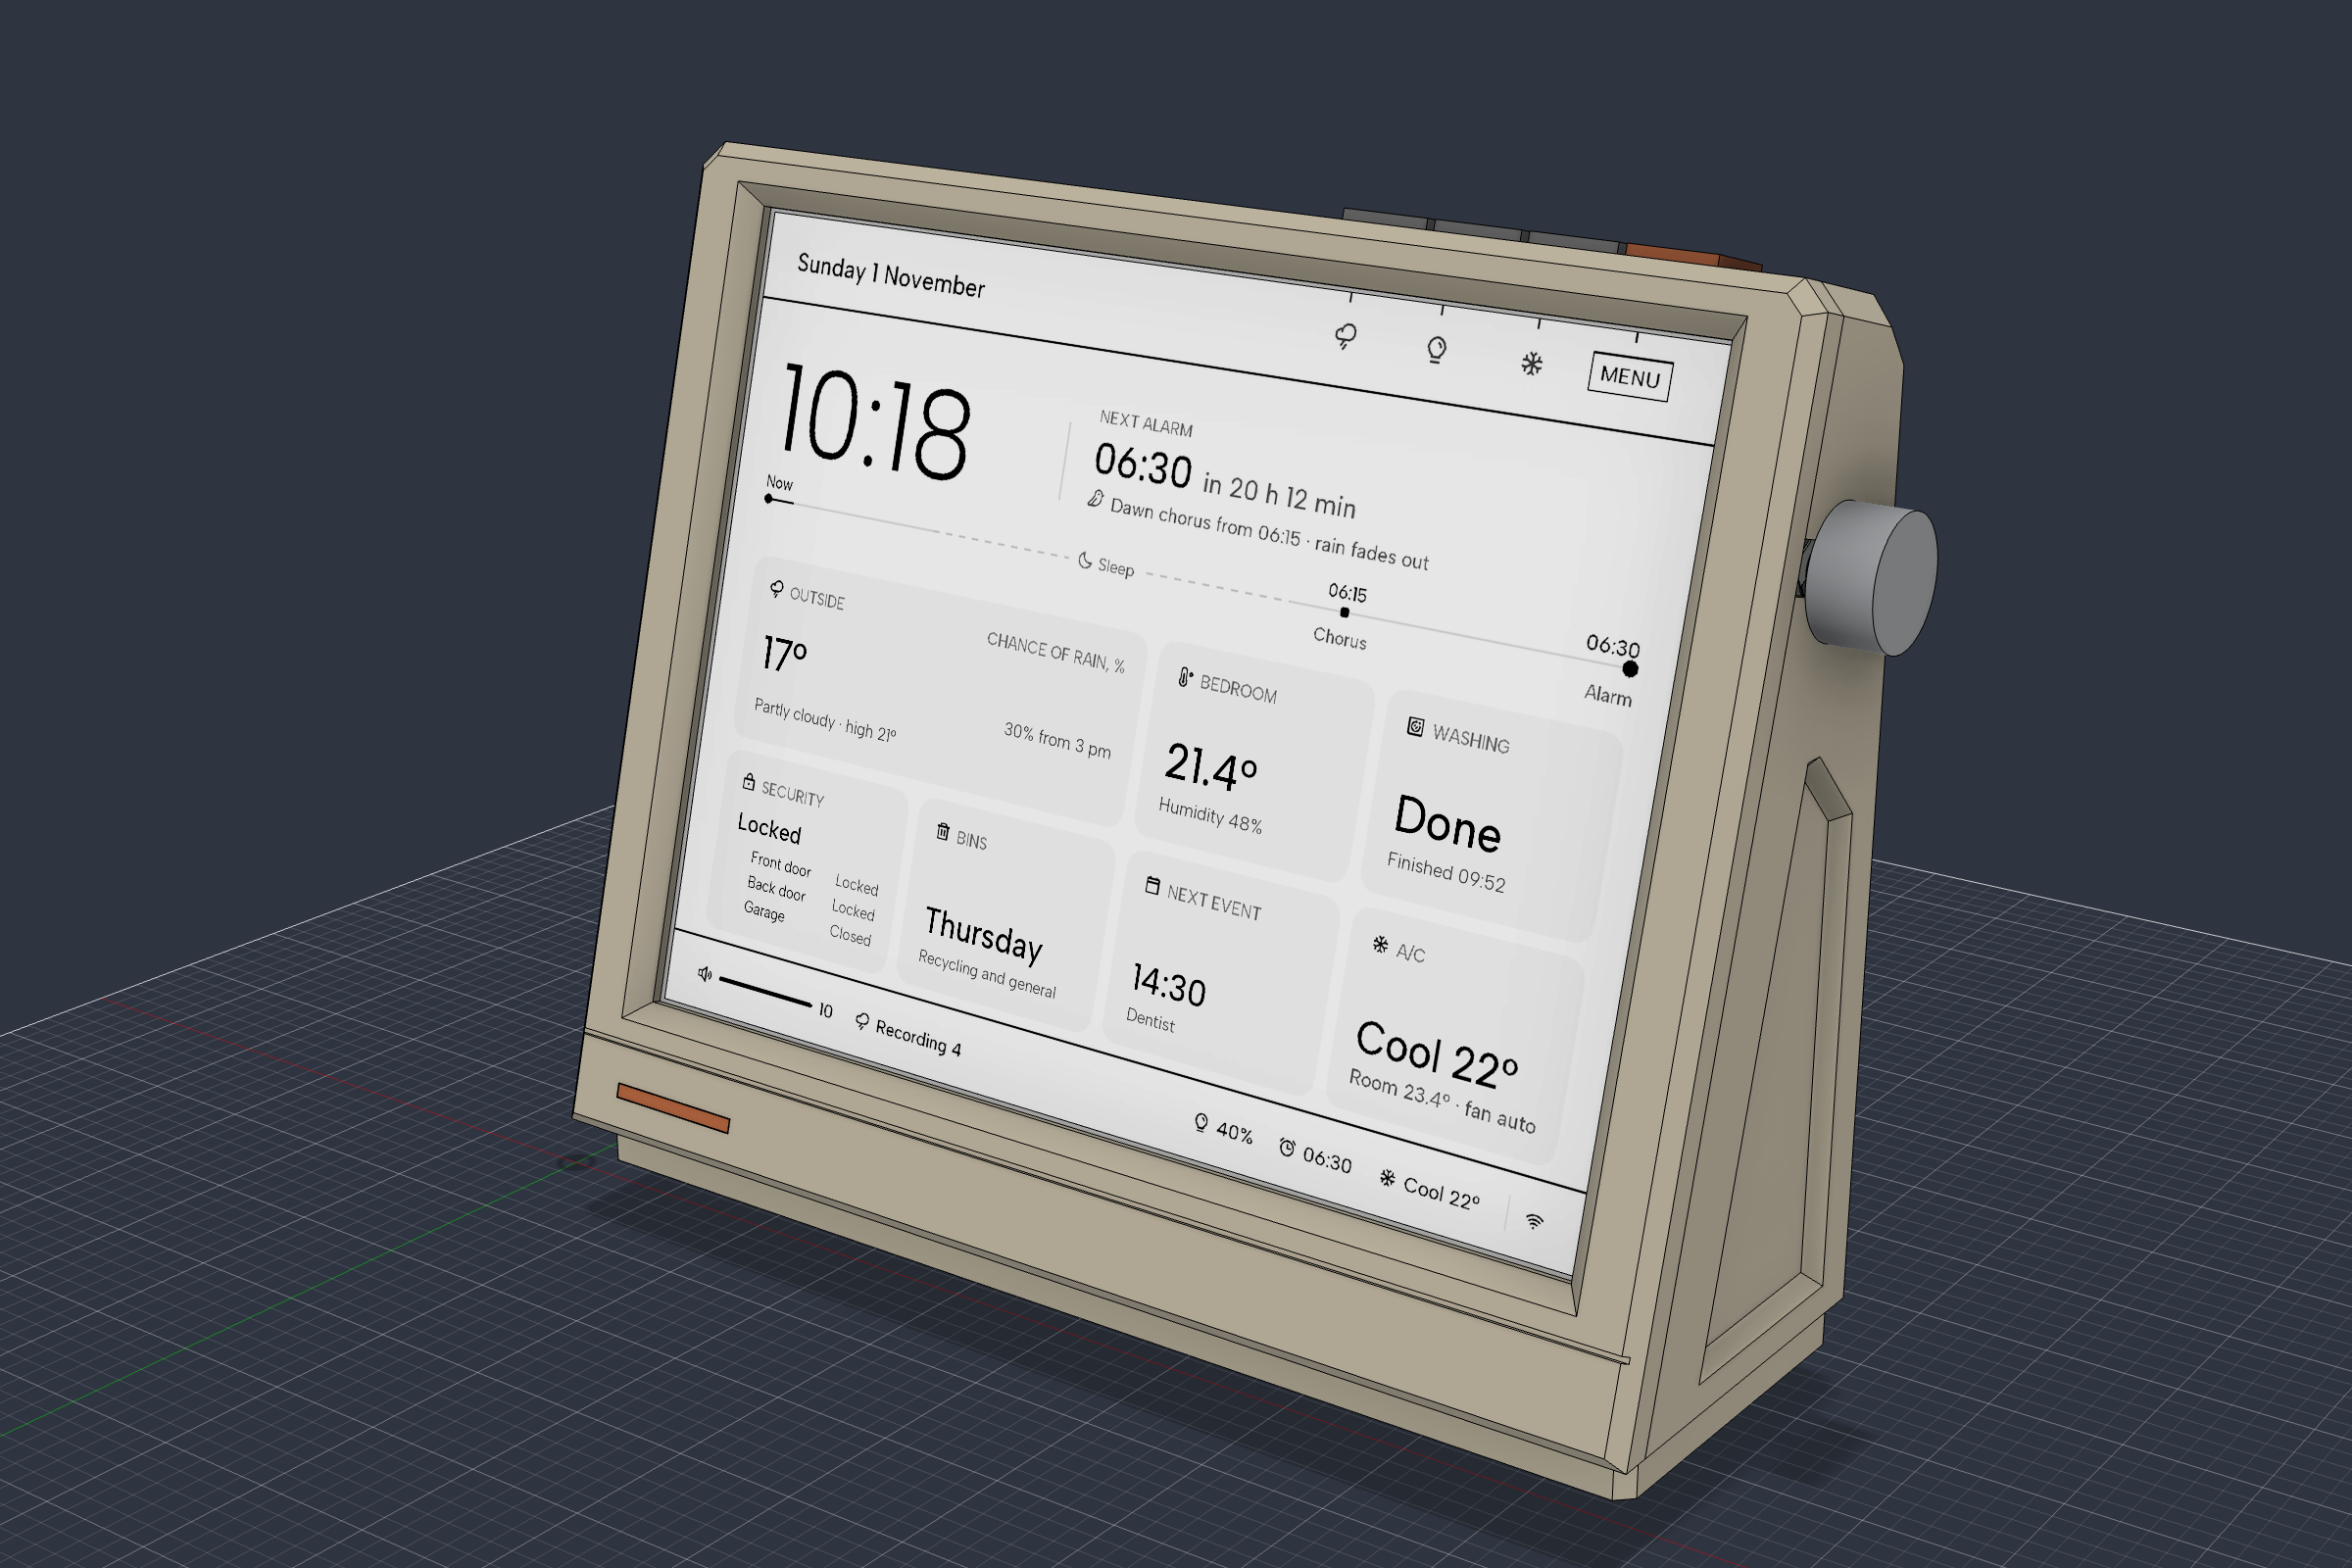 Sunday 1 November
MENU
10:18
NEXT ALARM
06:30 in 20 h 12 min
Dawn chorus from 06:15 · rain fades out
Now
Sleep
06:15
Chorus
06:30
Alarm
OUTSIDE
17°
CHANCE OF RAIN, %
Partly cloudy · high 21°
30% from 3 pm
BEDROOM
21.4°
Humidity 48%
WASHING
Done
Finished 09:52
SECURITY
Locked
Front door Locked
Back door Locked
Garage Closed
BINS
Thursday
Recycling and general
NEXT EVENT
14:30
Dentist
A/C
Cool 22°
Room 23.4° · fan auto
10
Recording 4
40%
06:30
Cool 22°